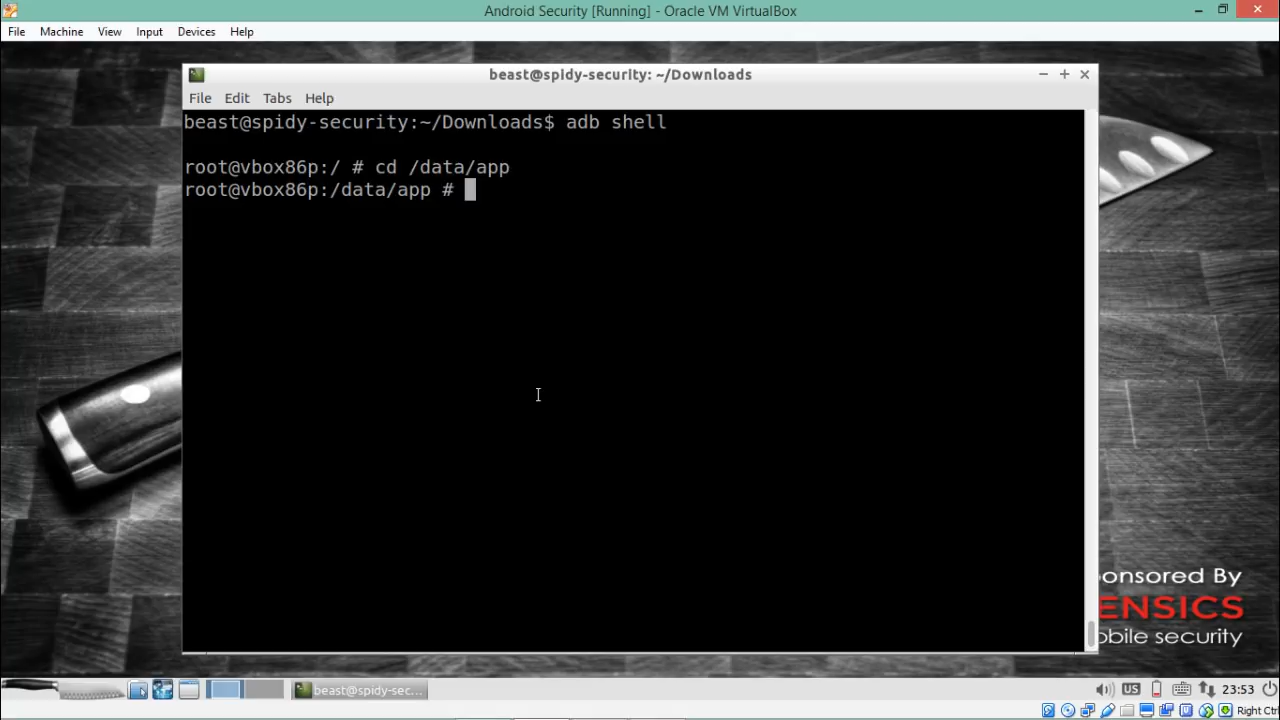 Android Security [Running] - Oracle VM VirtualBox
File Machine View Input Devices Help
beast@spidy-security: ~/Downloads
File Edit Tabs Help
beast@spidy-security:~/Downloads$ adb shell
root@vbox86p:/ # cd /data/app
root@vbox86p:/data/app #
onsored By
ENSICS
obile security
beast@spidy-sec...
US
23:53
Right Ctrl